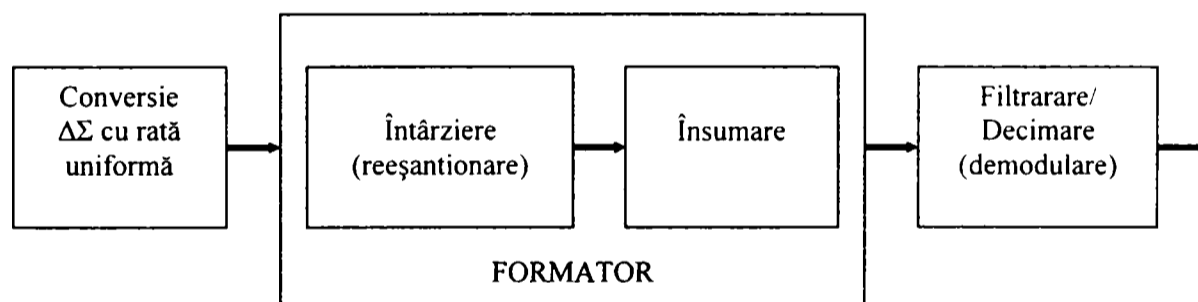 Conversie
ΔΣ cu rată
uniformă
Întârziere
(reeşantionare)
Însumare
FORMATOR
Filtrarare/
Decimare
(demodulare)